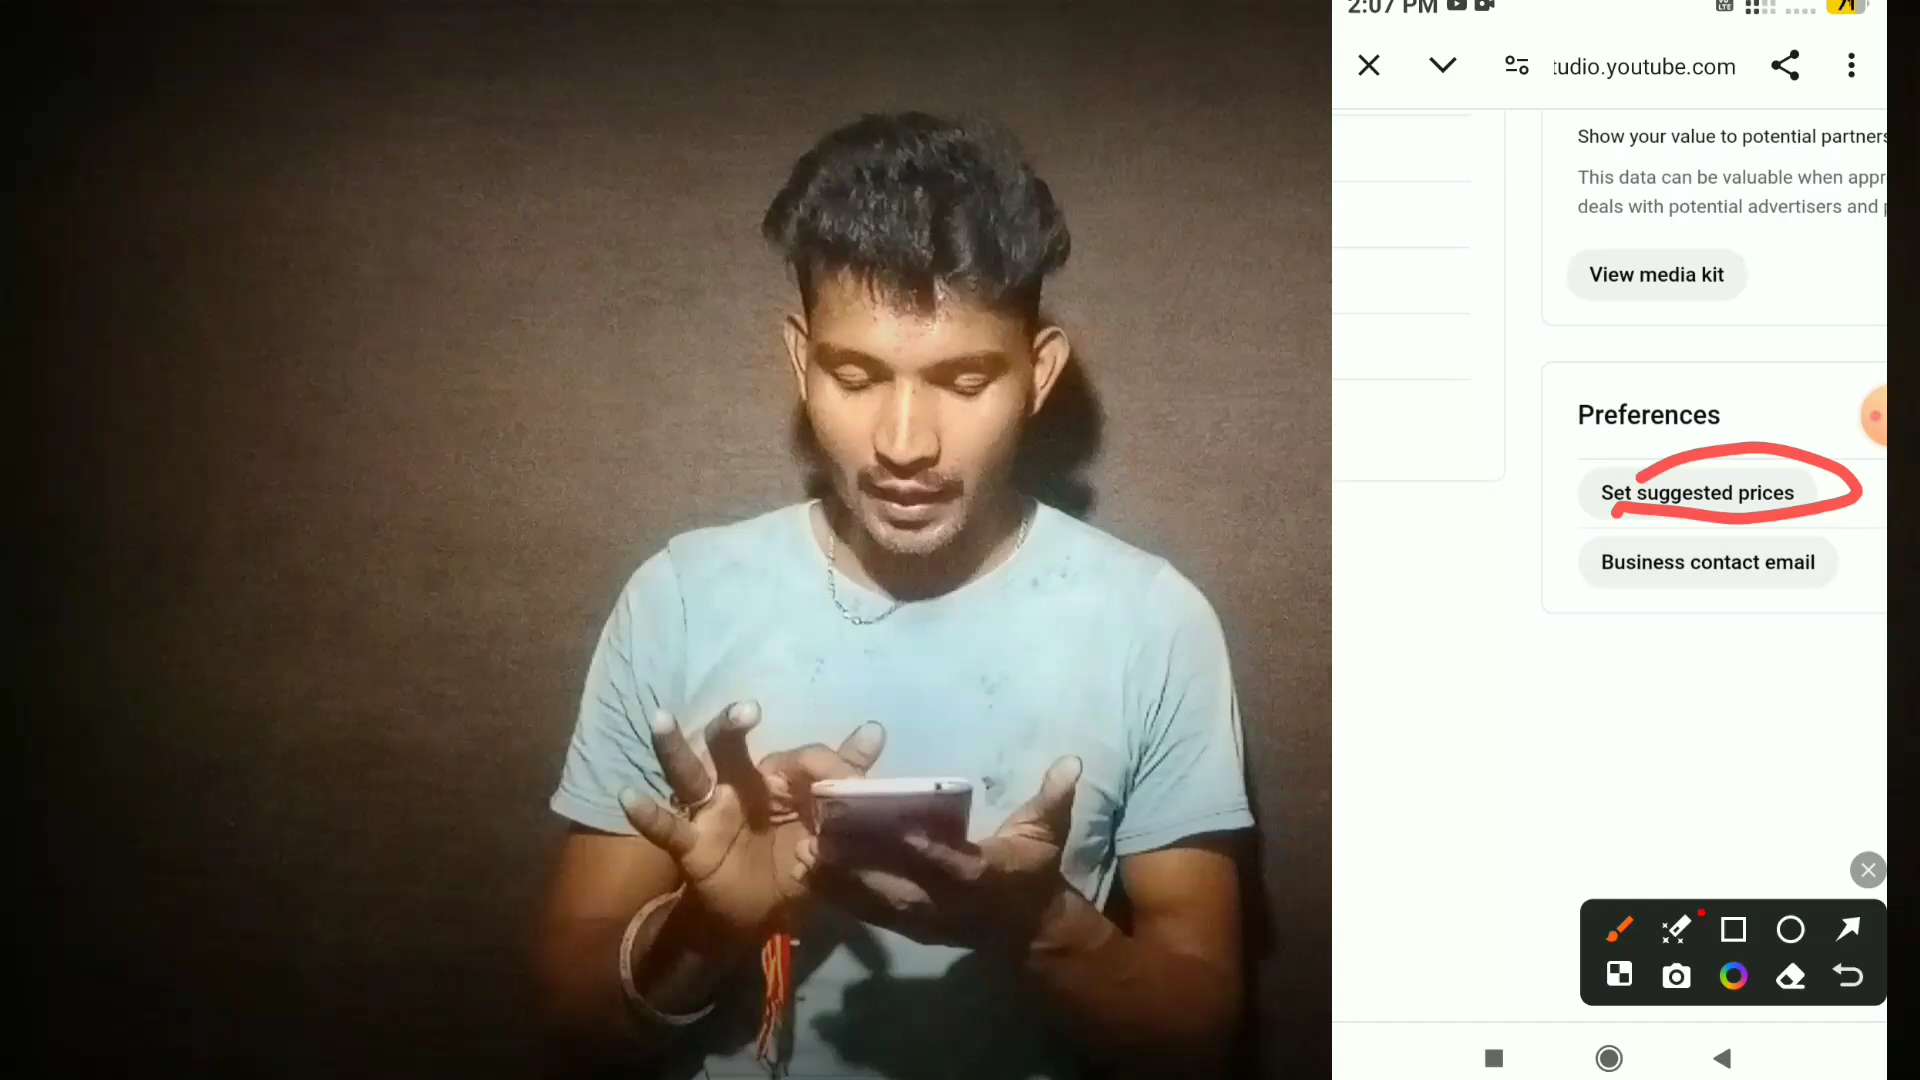 2:07 PM
tudio.youtube.com
Show your value to potential partners
This data can be valuable when appr
deals with potential advertisers and
View media kit
Preferences
Set suggested prices
Business contact email